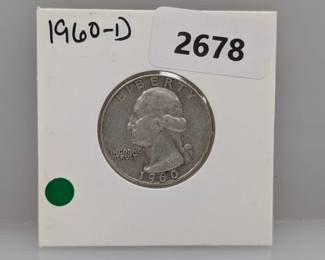 1960-D
2678
LIBERTY
IN GOD WE
TRUST
1960